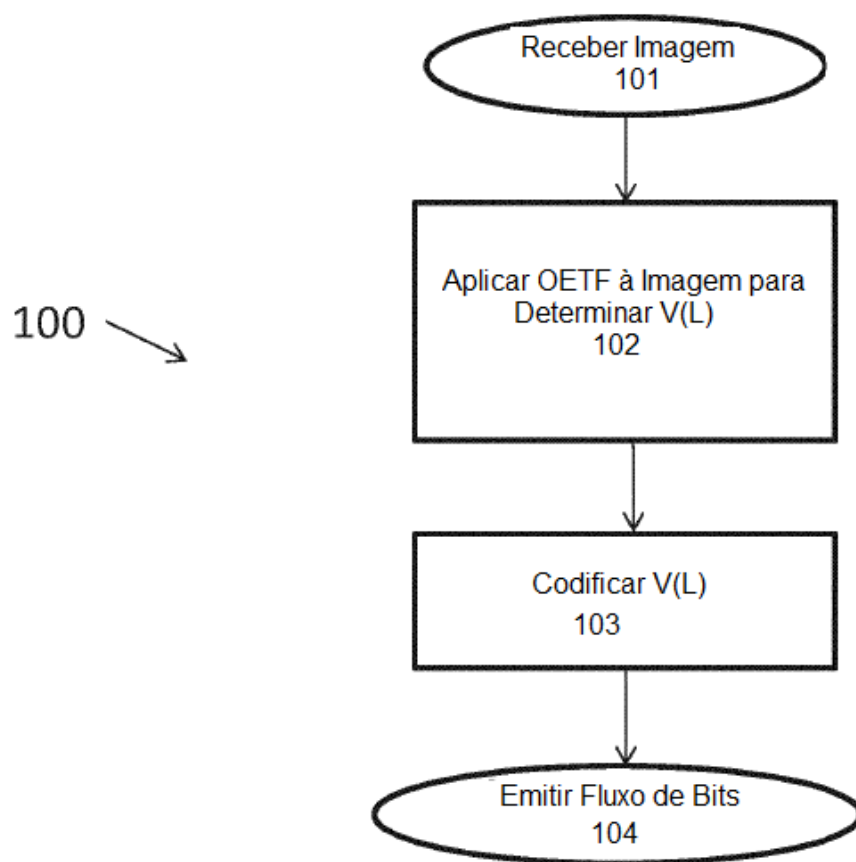 Receber Imagem
101
Aplicar OETF à Imagem para
Determinar V(L)
102
100
Codificar V(L)
103
Emitir Fluxo de Bits
104